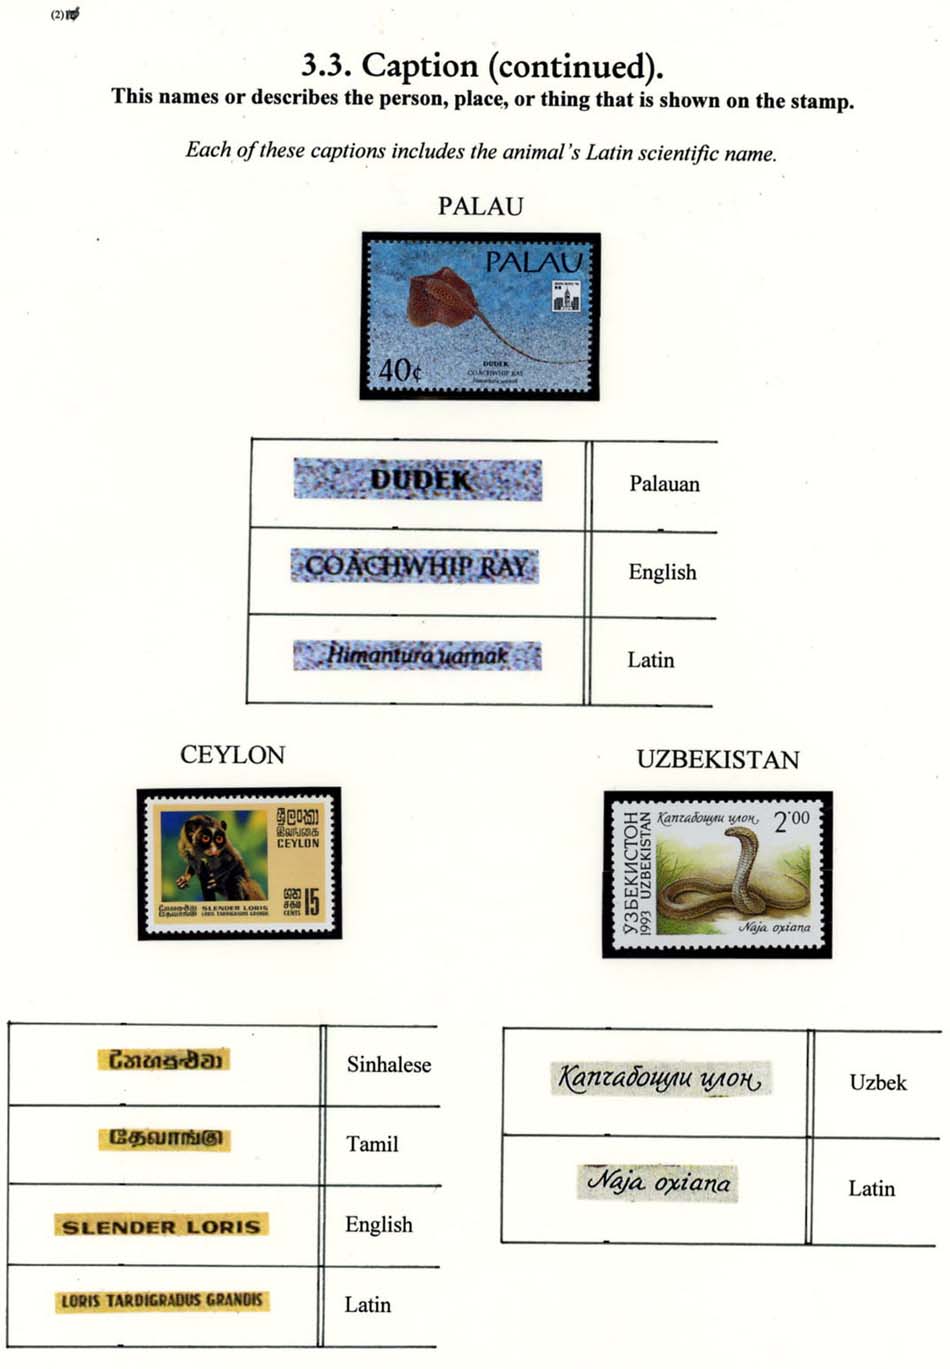 (2)
3.3. Caption (continued).
This names or describes the person, place, or thing that is shown on the stamp.
Each of these captions includes the animal's Latin scientific name.
PALAU
PALAU
40¢
DUDEK
COACHWHIP RAY
Himantura uarnak
DUDEK
Palauan
COACHWHIP RAY
English
Himantura uarnak
Latin
CEYLON
UZBEKISTAN
ශ්‍රී ලංකා
இலங்கை
CEYLON
SLENDER LORIS
தேவாங்கு LORIS TARDIGRADUS GRANDIS
ශත
சதம்
CENTS 15
Капчабошли илон
2.00
ЎЗБЕКИСТОН
1993 UZBEKISTAN
Naja oxiana
උනහපුළුවා
Sinhalese
தேவாங்கு
Tamil
SLENDER LORIS
English
LORIS TARDIGRADUS GRANDIS
Latin
Капчабошли илон
Uzbek
Naja oxiana
Latin